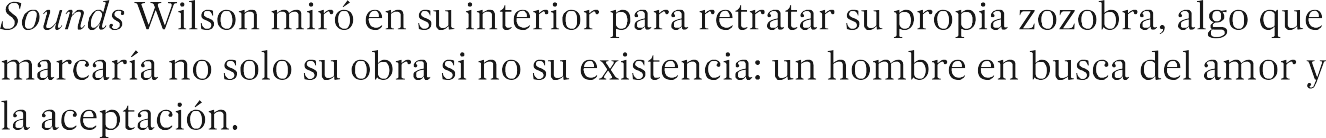 Sounds Wilson miró en su interior para retratar su propia zozobra, algo que
marcaría no solo su obra si no su existencia: un hombre en busca del amor y
la aceptación.